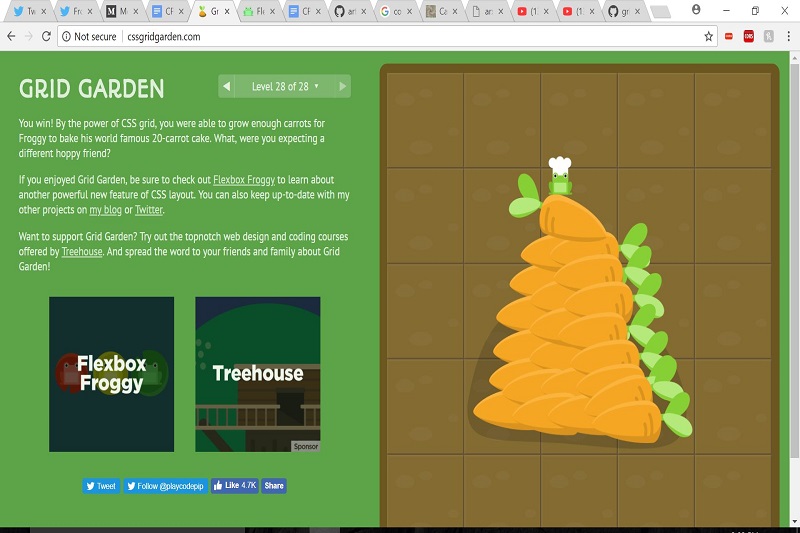 Tw
Fr
M
CF
Gr
Fl
CF
ar
co
Ca
ar
(1
(1
gr
Not secure | cssgridgarden.com
GRID GARDEN
Level 28 of 28
You win! By the power of CSS grid, you were able to grow enough carrots for
Froggy to bake his world famous 20-carrot cake. What, were you expecting a
different hoppy friend?
If you enjoyed Grid Garden, be sure to check out Flexbox Froggy to learn about
another powerful new feature of CSS layout. You can also keep up-to-date with my
other projects on my blog or Twitter.
Want to support Grid Garden? Try out the topnotch web design and coding courses
offered by Treehouse. And spread the word to your friends and family about Grid
Garden!
Flexbox
Froggy
Treehouse
Sponsor
Tweet
Follow @playcodepip
Like 4.7K
Share